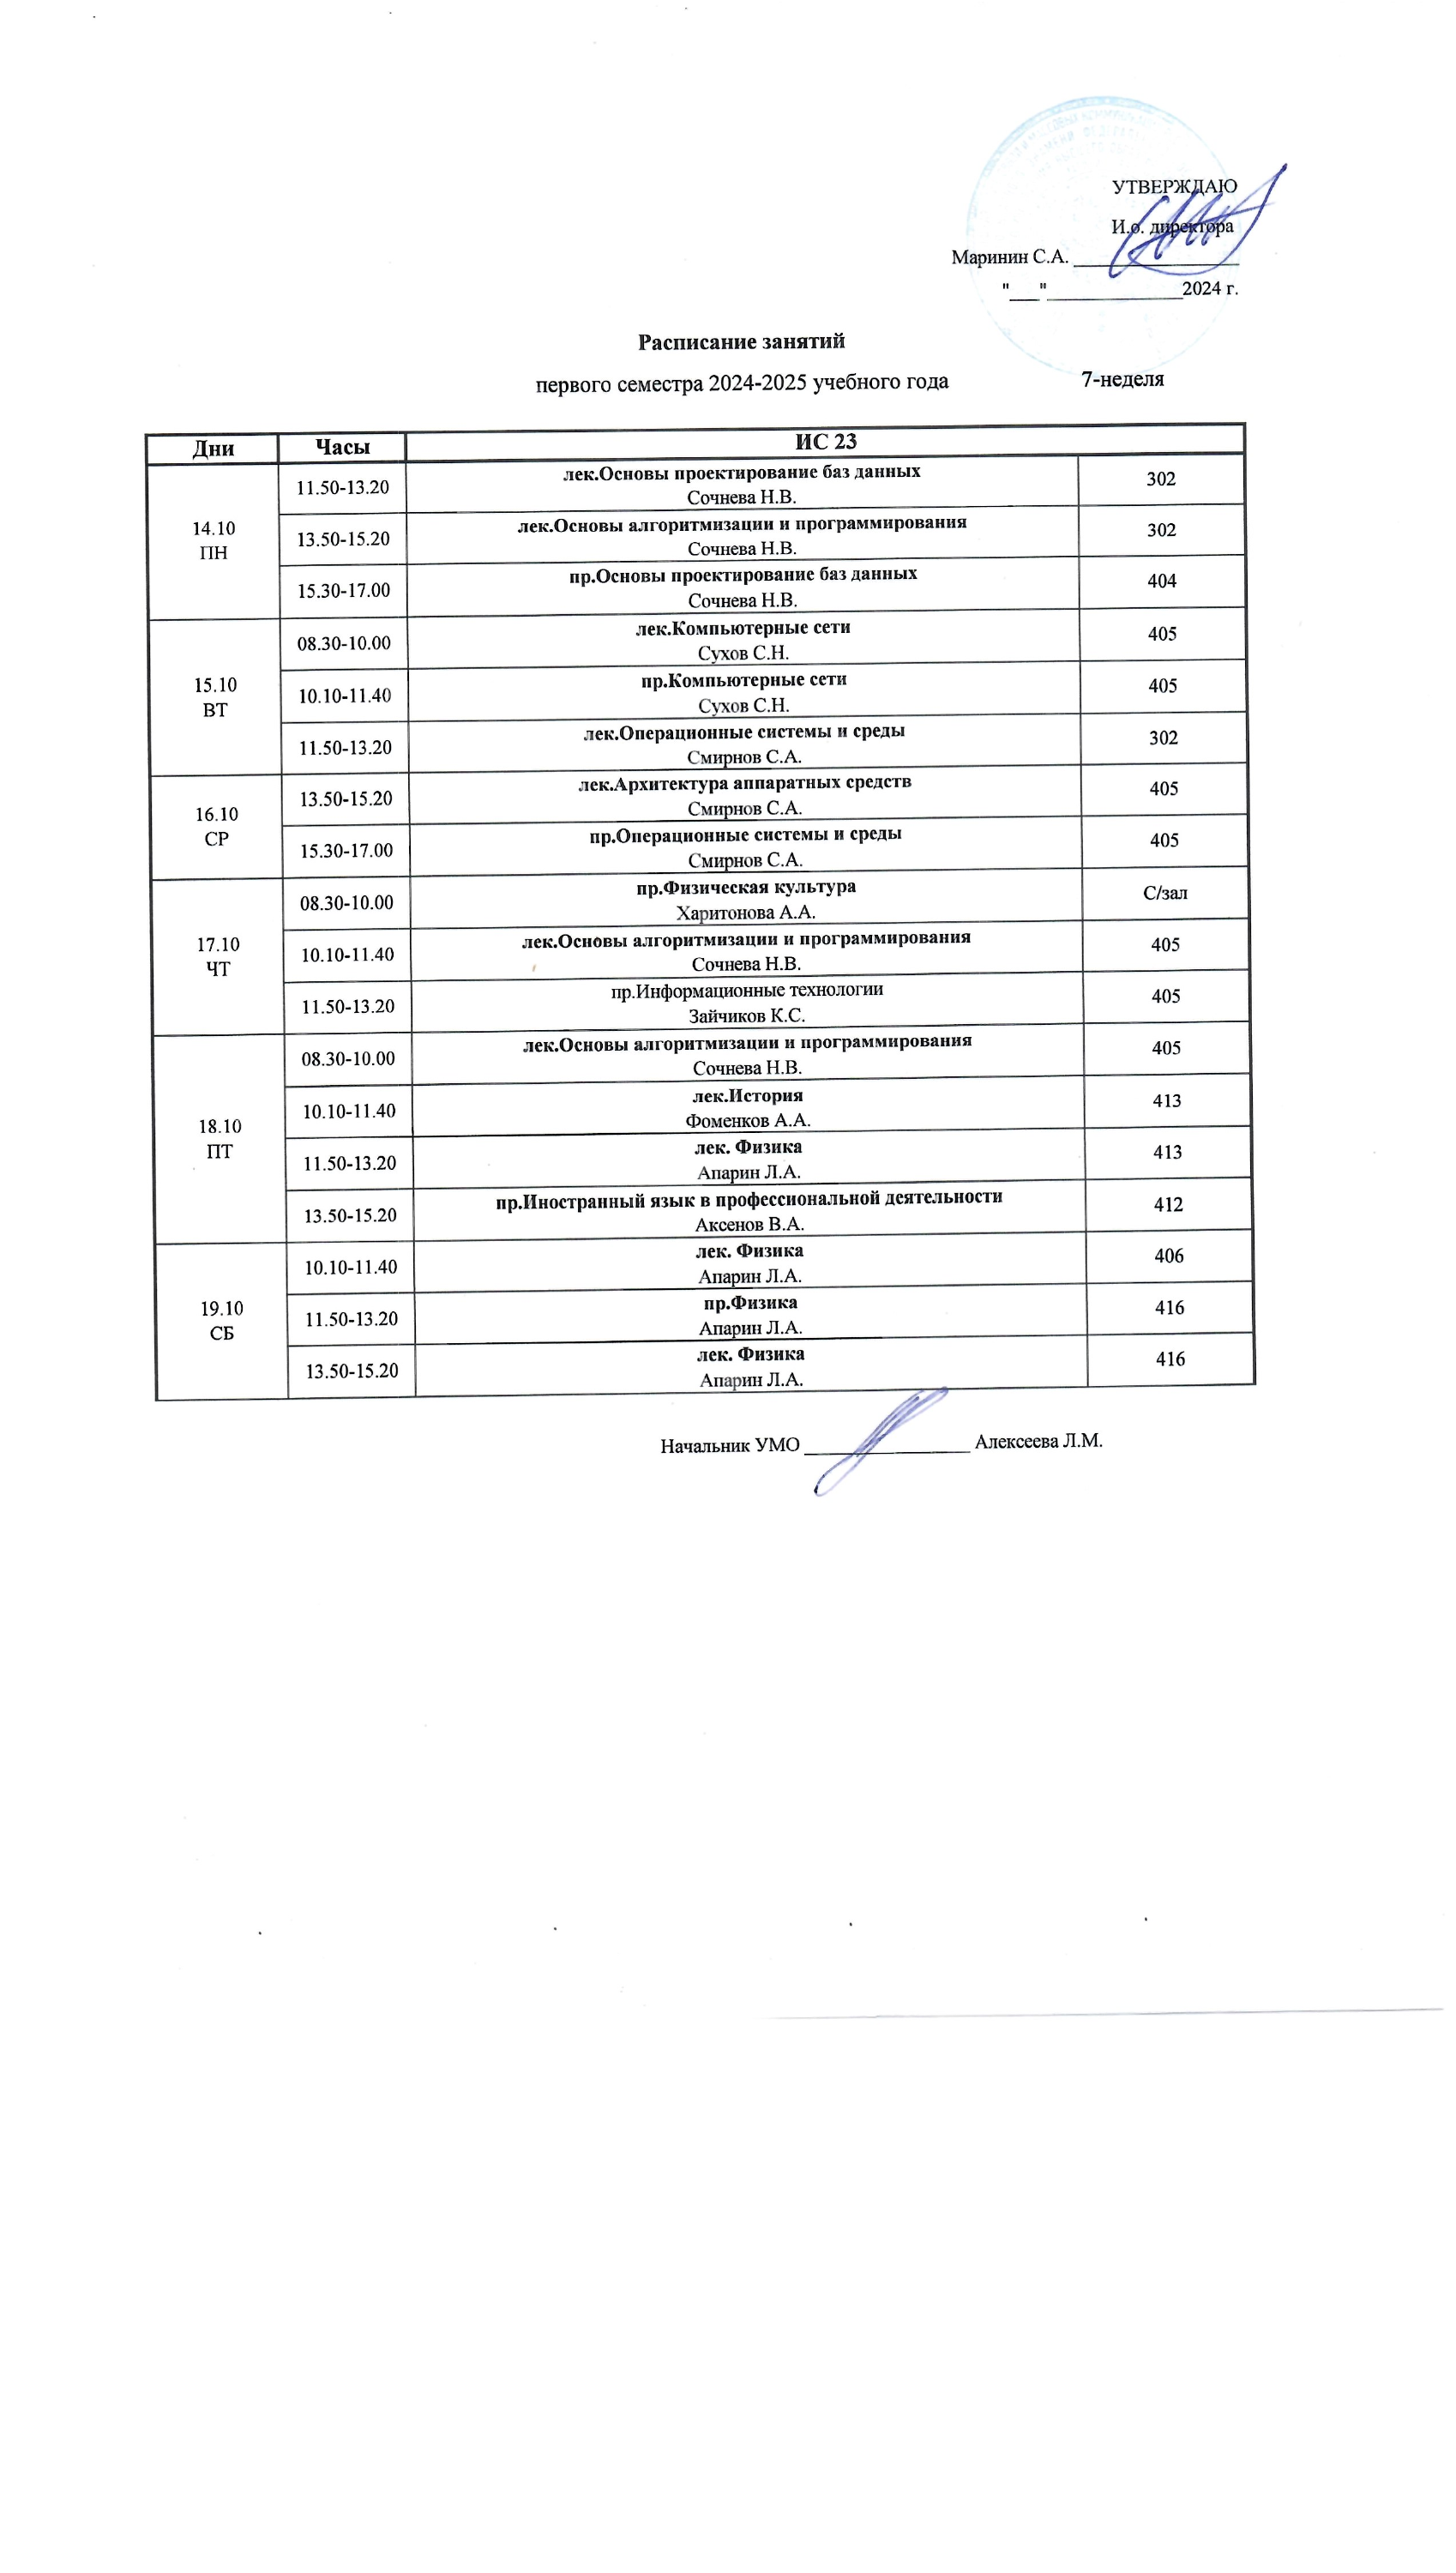 УТВЕРЖДАЮ
И.о. директора
Маринин С.А. ________________
"___"______________2024 г.
Расписание занятий
первого семестра 2024-2025 учебного года 7-неделя
Дни Часы ИС 23
14.10
ПН
11.50-13.20 лек.Основы проектирование баз данных 302
Сочнева Н.В.
13.50-15.20 лек.Основы алгоритмизации и программирования 302
Сочнева Н.В.
15.30-17.00 пр.Основы проектирование баз данных 404
Сочнева Н.В.
15.10
ВТ
08.30-10.00 лек.Компьютерные сети 405
Сухов С.Н.
10.10-11.40 пр.Компьютерные сети 405
Сухов С.Н.
11.50-13.20 лек.Операционные системы и среды 302
Смирнов С.А.
16.10
СР
13.50-15.20 лек.Архитектура аппаратных средств 405
Смирнов С.А.
15.30-17.00 пр.Операционные системы и среды 405
Смирнов С.А.
17.10
ЧТ
08.30-10.00 пр.Физическая культура С/зал
Харитонова А.А.
10.10-11.40 лек.Основы алгоритмизации и программирования 405
Сочнева Н.В.
11.50-13.20 пр.Информационные технологии 405
Зайчиков К.С.
18.10
ПТ
08.30-10.00 лек.Основы алгоритмизации и программирования 405
Сочнева Н.В.
10.10-11.40 лек.История 413
Фоменков А.А.
11.50-13.20 лек. Физика 413
Апарин Л.А.
13.50-15.20 пр.Иностранный язык в профессиональной деятельности 412
Аксенов В.А.
19.10
СБ
10.10-11.40 лек. Физика 406
Апарин Л.А.
11.50-13.20 пр.Физика 416
Апарин Л.А.
13.50-15.20 лек. Физика 416
Апарин Л.А.
Начальник УМО ________________ Алексеева Л.М.